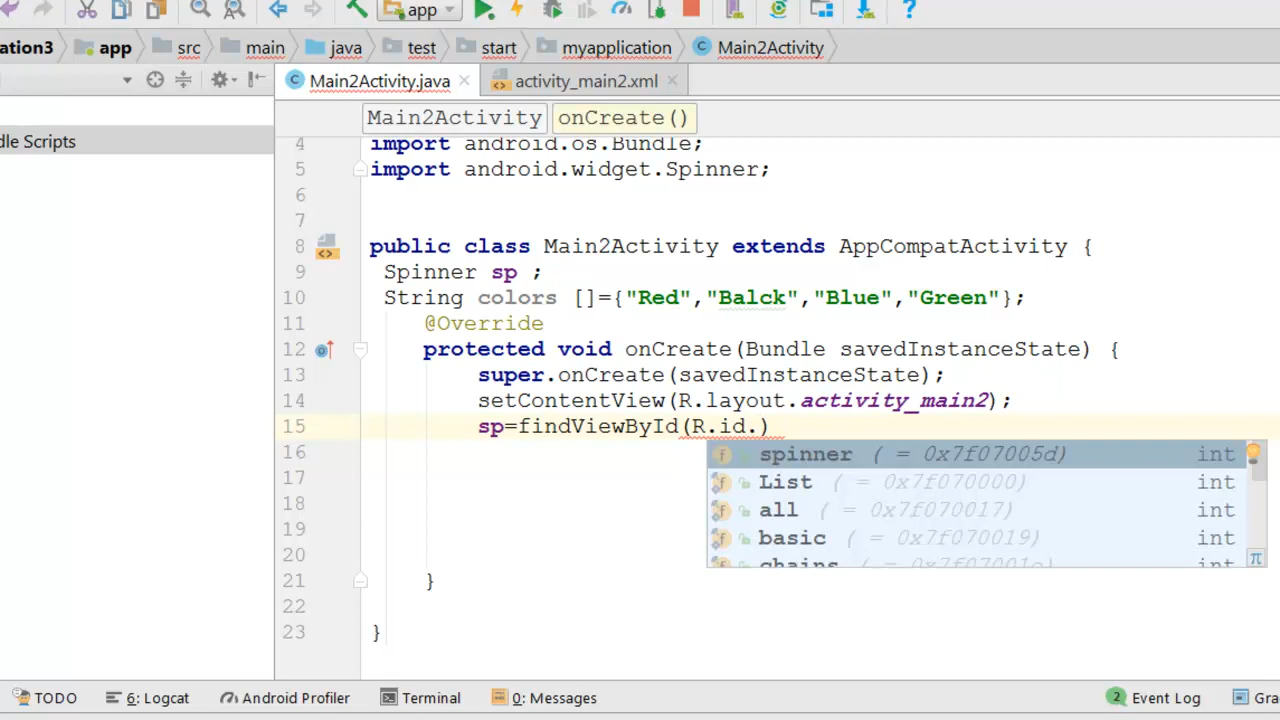 app
ation3 app src main java test start myapplication Main2Activity
Main2Activity.java activity_main2.xml
Main2Activity onCreate()
dle Scripts
4 import android.os.Bundle;
5 import android.widget.Spinner;
6
7
8 public class Main2Activity extends AppCompatActivity {
9 Spinner sp ;
10 String colors []={"Red","Balck","Blue","Green"};
11 @Override
12 protected void onCreate(Bundle savedInstanceState) {
13 super.onCreate(savedInstanceState);
14 setContentView(R.layout.activity_main2);
15 sp=findViewById(R.id.)
16 spinner ( = 0x7f07005d) int
17 List ( = 0x7f070000) int
18 all ( = 0x7f070017) int
19 basic ( = 0x7f070019) int
20 chains int
21 }
22
23 }
TODO 6: Logcat Android Profiler Terminal 0: Messages 2 Event Log Gra